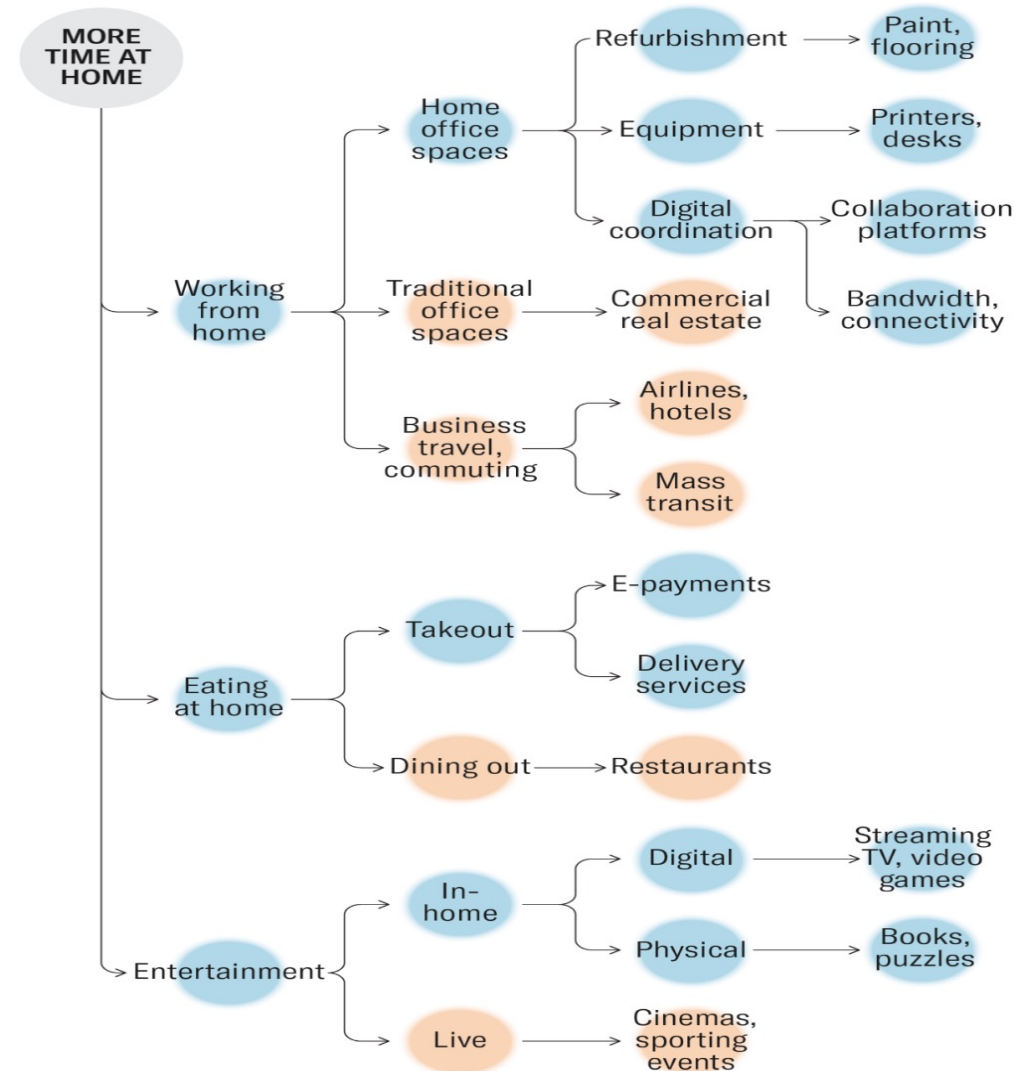 MORE
TIME AT
HOME
Working
from
home
Home
office
spaces
Refurbishment
Paint,
flooring
Equipment
Printers,
desks
Digital
coordination
Collaboration
platforms
Bandwidth,
connectivity
Traditional
office
spaces
Commercial
real estate
Business
travel,
commuting
Airlines,
hotels
Mass
transit
Eating
at home
Takeout
E-payments
Delivery
services
Dining out
Restaurants
Entertainment
In-
home
Digital
Streaming
TV, video
games
Physical
Books,
puzzles
Live
Cinemas,
sporting
events